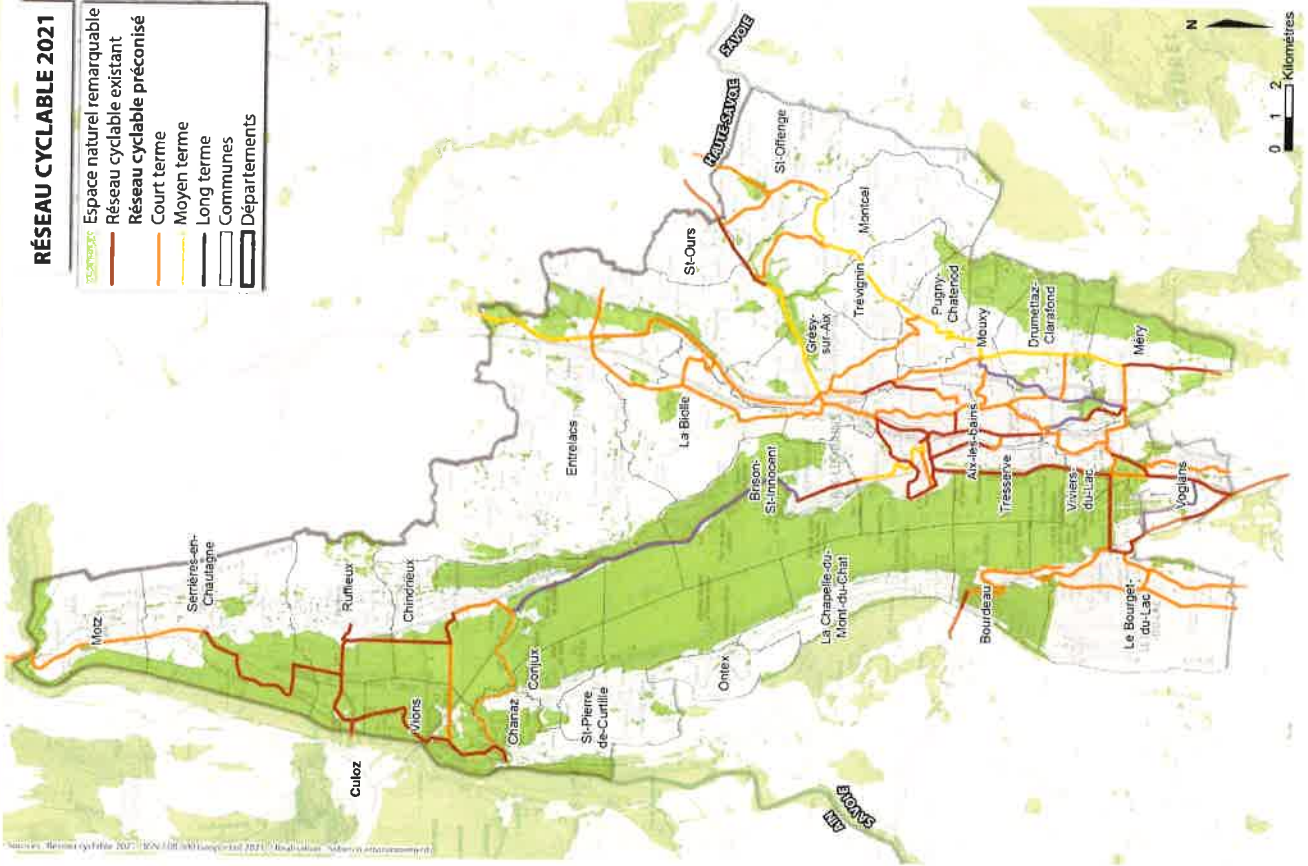 RÉSEAU CYCLABLE 2021
Espace naturel remarquable
Réseau cyclable existant
Réseau cyclable préconisé
Court terme
Moyen terme
Long terme
Communes
Départements
SAVOIE
HAUTE-SAVOIE
N
0 1 2
Kilomètres
St-Offenge
St-Ours
Montcel
Trévignin
Pugny-
Chatenod
Grésy-
sur-Aix
Mouxy
Drumettaz-
Clarafond
Méry
Entrelacs
La Biolle
Brison-
St-Innocent
Aix-les-bains
Tresserve
Viviers-
du-Lac
Voglans
Motz
Serrières-en-
Chautagne
Ruffieux
Chindrieux
Vions
Culoz
Chanaz
Conjux
St-Pierre
de-Curtille
Ontex
La Chapelle-du-
Mont-du-Chat
Bourdeau
Le Bourget-
du-Lac
AIN
SAVOIE